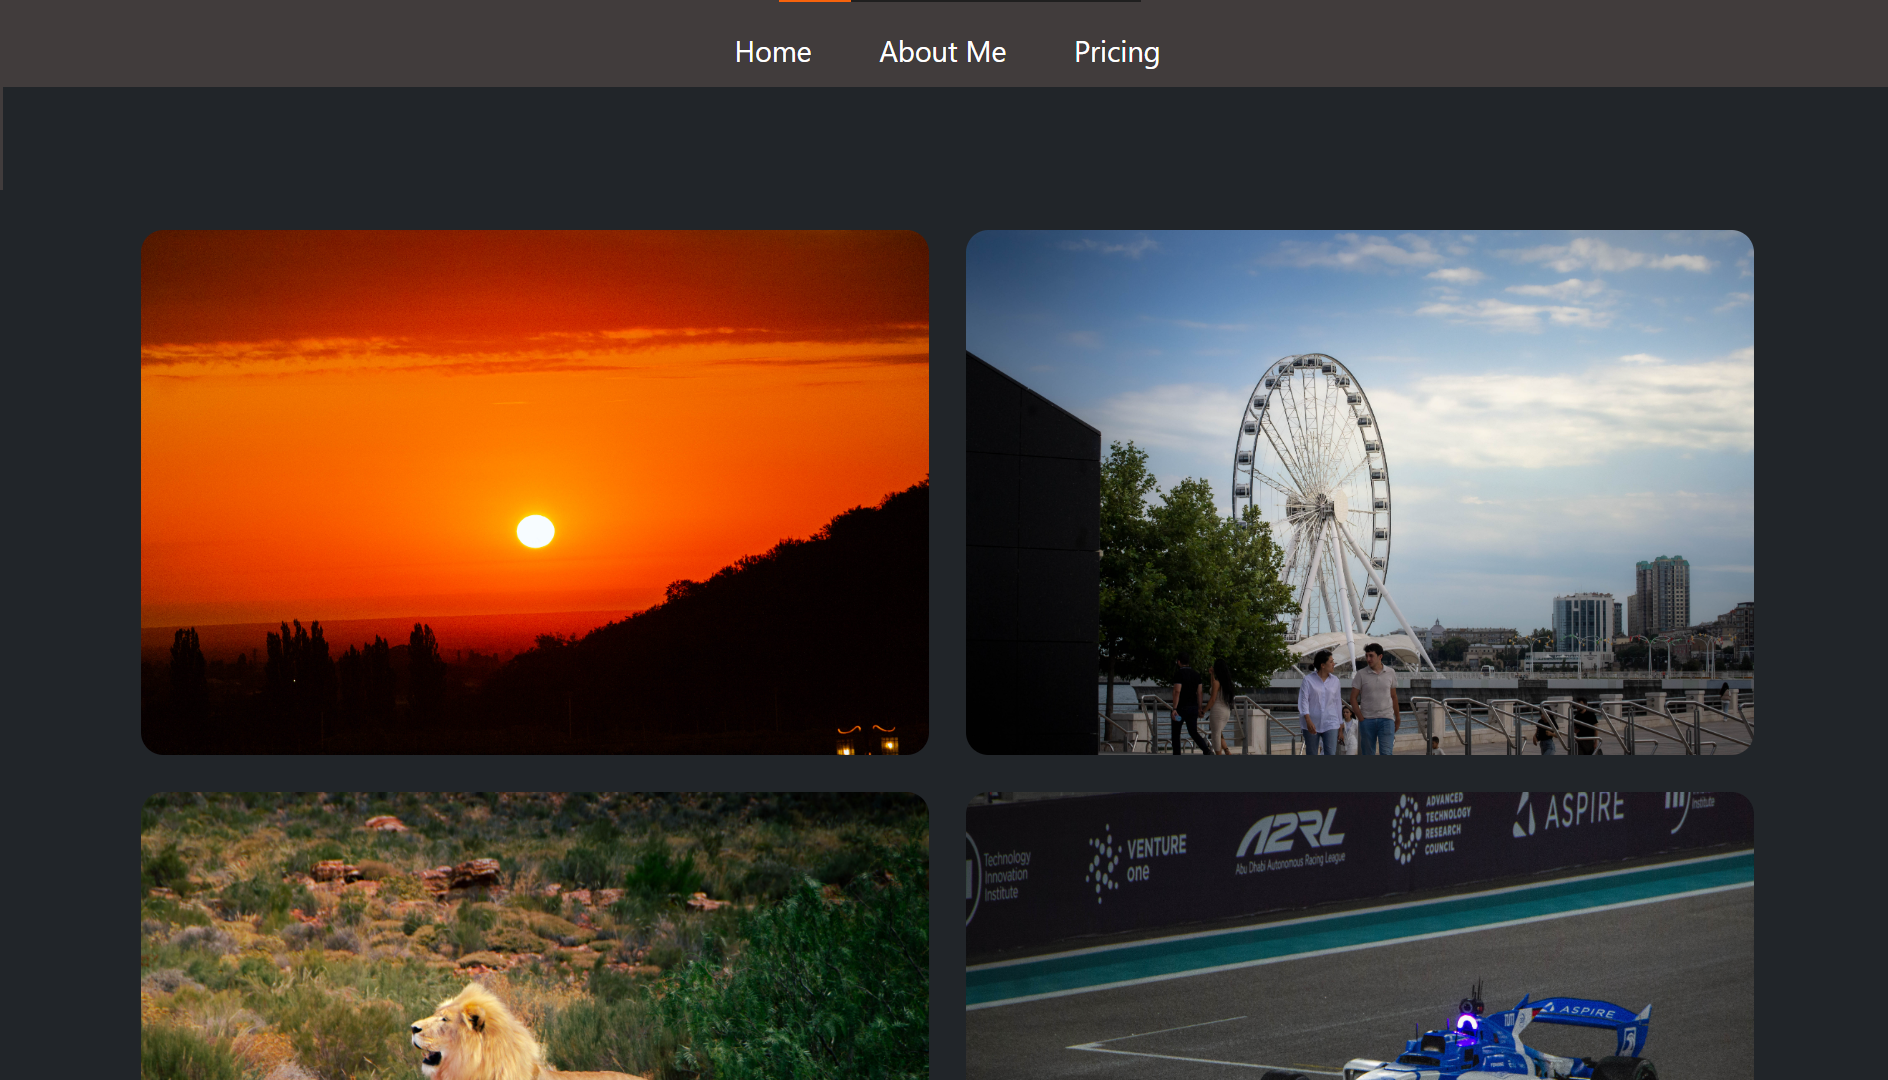 Home
About Me
Pricing
Technology
Innovation
Institute
VENTURE
one
A2RL
Abu Dhabi Autonomous Racing League
ADVANCED
TECHNOLOGY
RESEARCH
COUNCIL
ASPIRE
Institute
ASPIRE